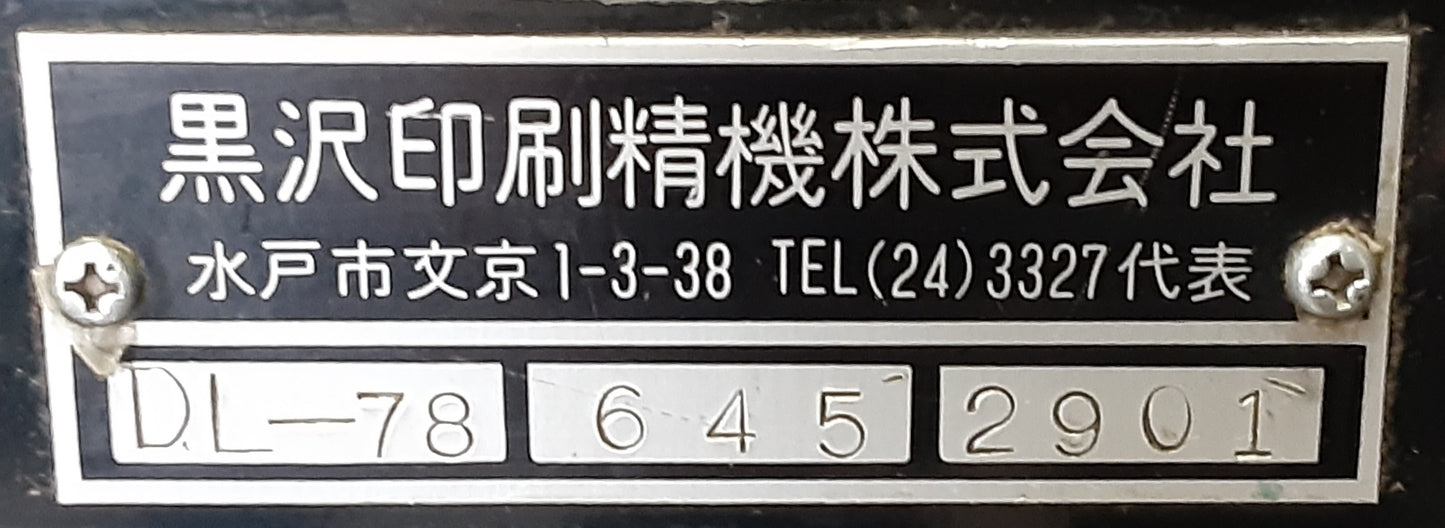 黒沢印刷精機株式会社
水戸市文京1-3-38 TEL(24)3327代表
DL-78 645 2901